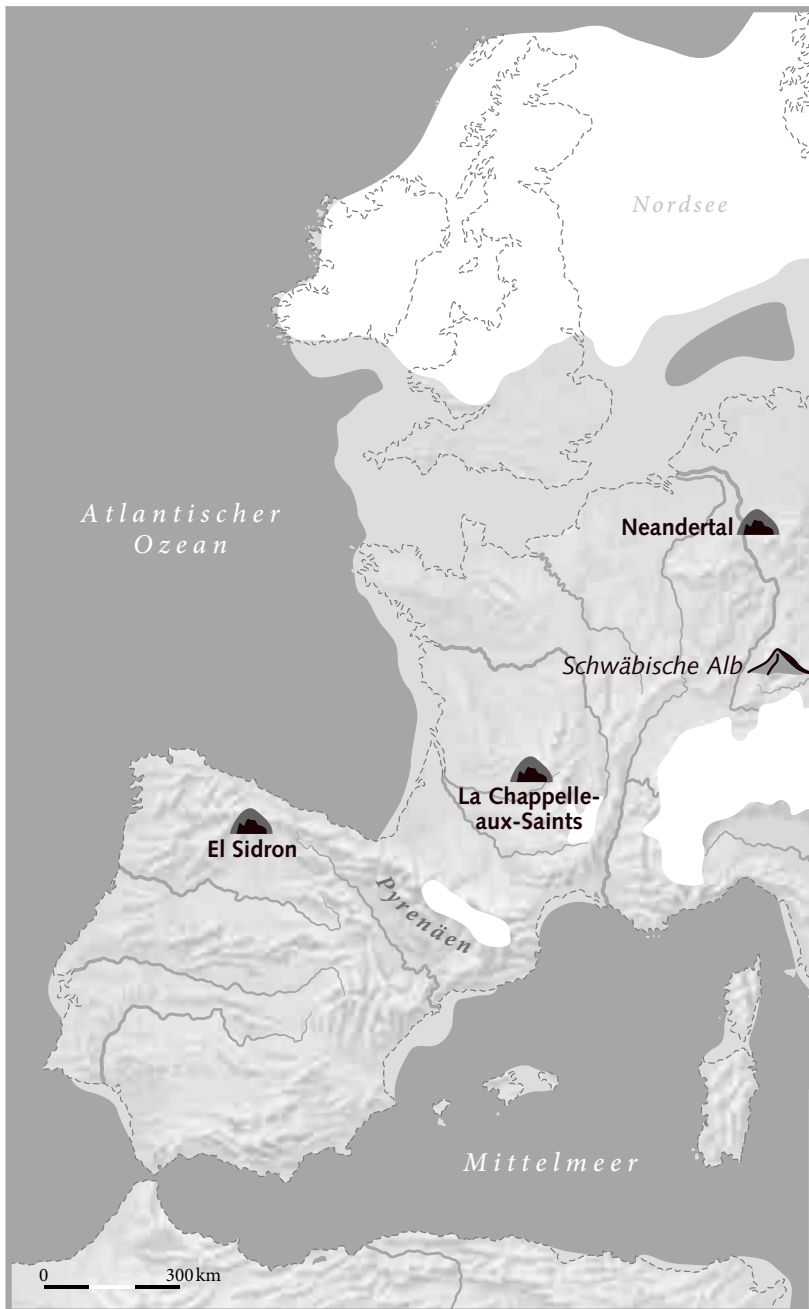 Nordsee
Atlantischer
Ozean
Neandertal
Schwäbische Alb
La Chappelle-
aux-Saints
El Sidron
Pyrenäen
Mittelmeer
0 300 km